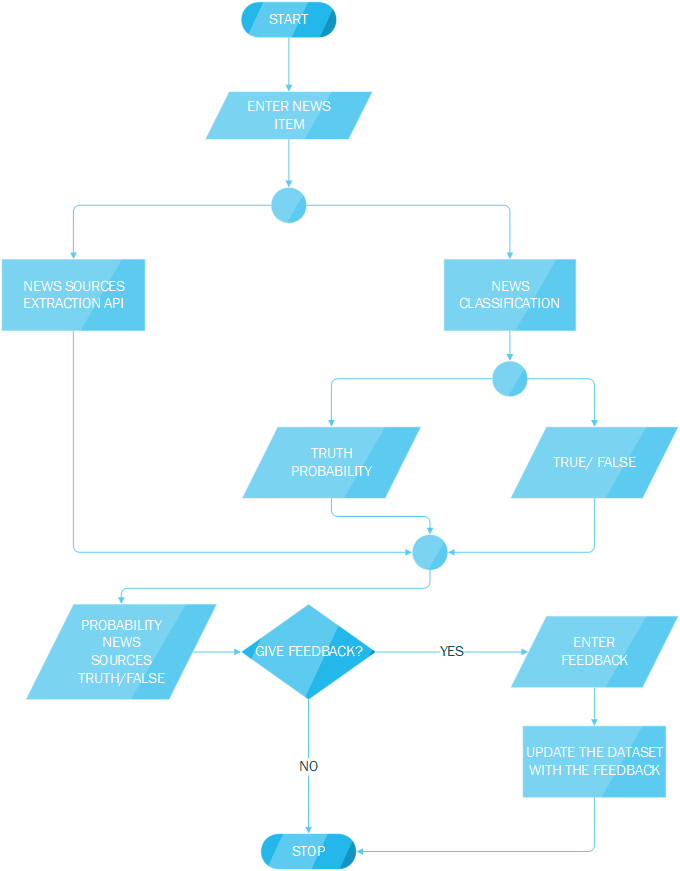 START
ENTER NEWS
ITEM
NEWS SOURCES
EXTRACTION API
NEWS
CLASSIFICATION
TRUTH
PROBABILITY
TRUE/ FALSE
PROBABILITY
NEWS
SOURCES
TRUTH/FALSE
GIVE FEEDBACK?
YES
ENTER
FEEDBACK
UPDATE THE DATASET
WITH THE FEEDBACK
NO
STOP